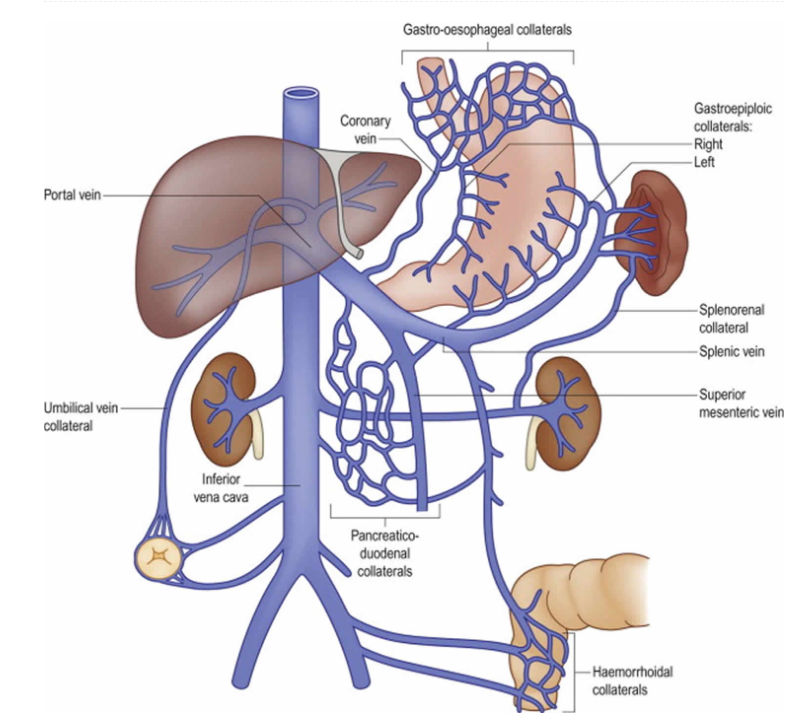 Gastro-oesophageal collaterals
Coronary
vein
Gastroepiploic
collaterals:
Right
Left
Portal vein
Splenorenal
collateral
Splenic vein
Superior
mesenteric vein
Umbilical vein
collateral
Inferior
vena cava
Pancreatico-
duodenal
collaterals
Haemorrhoidal
collaterals